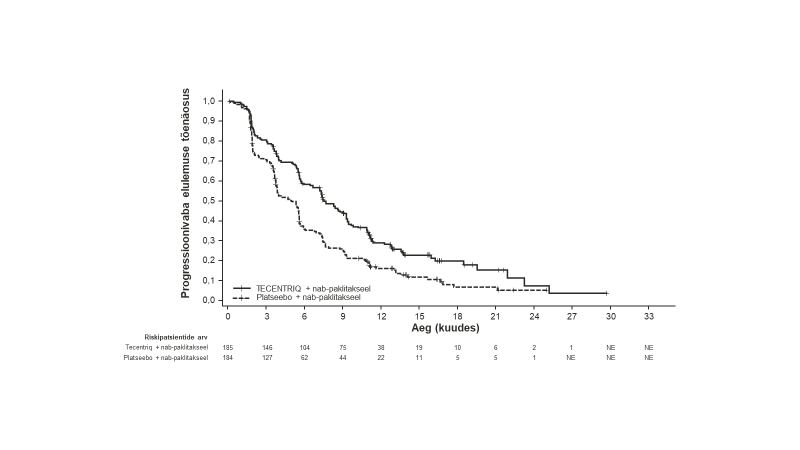 Progressioonivaba elulemuse tõenäosus
1,0
0,9
0,8
0,7
0,6
0,5
0,4
0,3
0,2
0,1
0,0
TECENTRIQ + nab-paklitakseel
Platseebo + nab-paklitakseel
0 3 6 9 12 15 18 21 24 27 30 33
Aeg (kuudes)
Riskipatsientide arv
Tecentriq + nab-paklitakseel 185 146 104 75 38 19 10 6 2 1 NE NE
Platseebo + nab-paklitakseel 184 127 62 44 22 11 5 5 1 NE NE NE